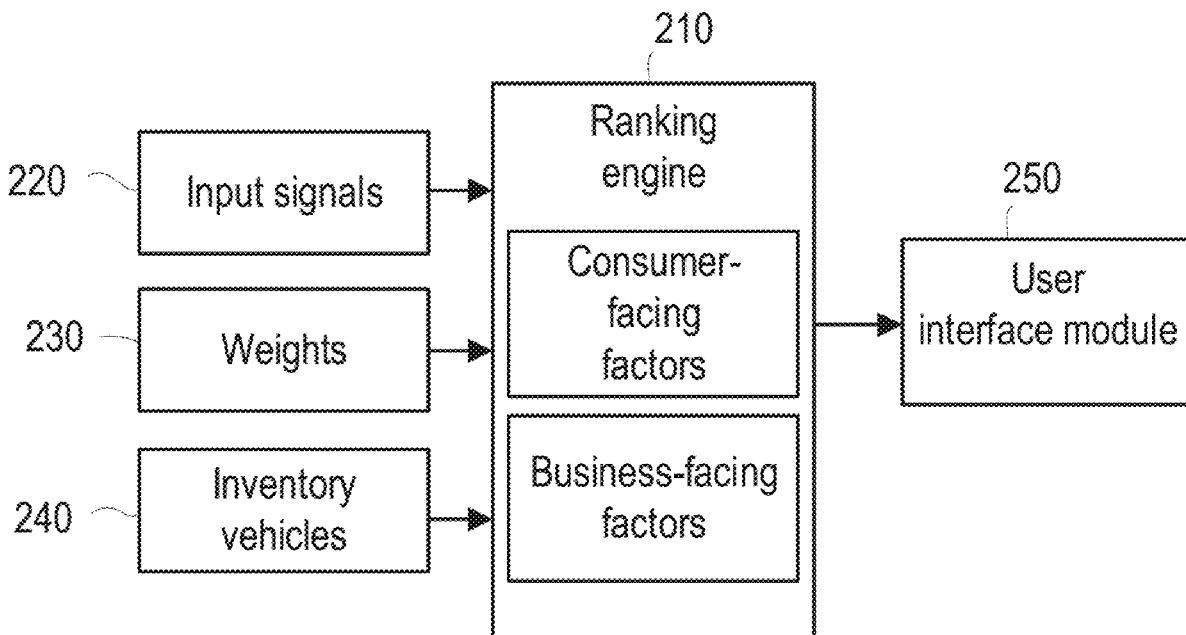 210
Ranking
engine
220
Input signals
250
Consumer-
facing
factors
User
interface module
230
Weights
Business-facing
factors
240
Inventory
vehicles